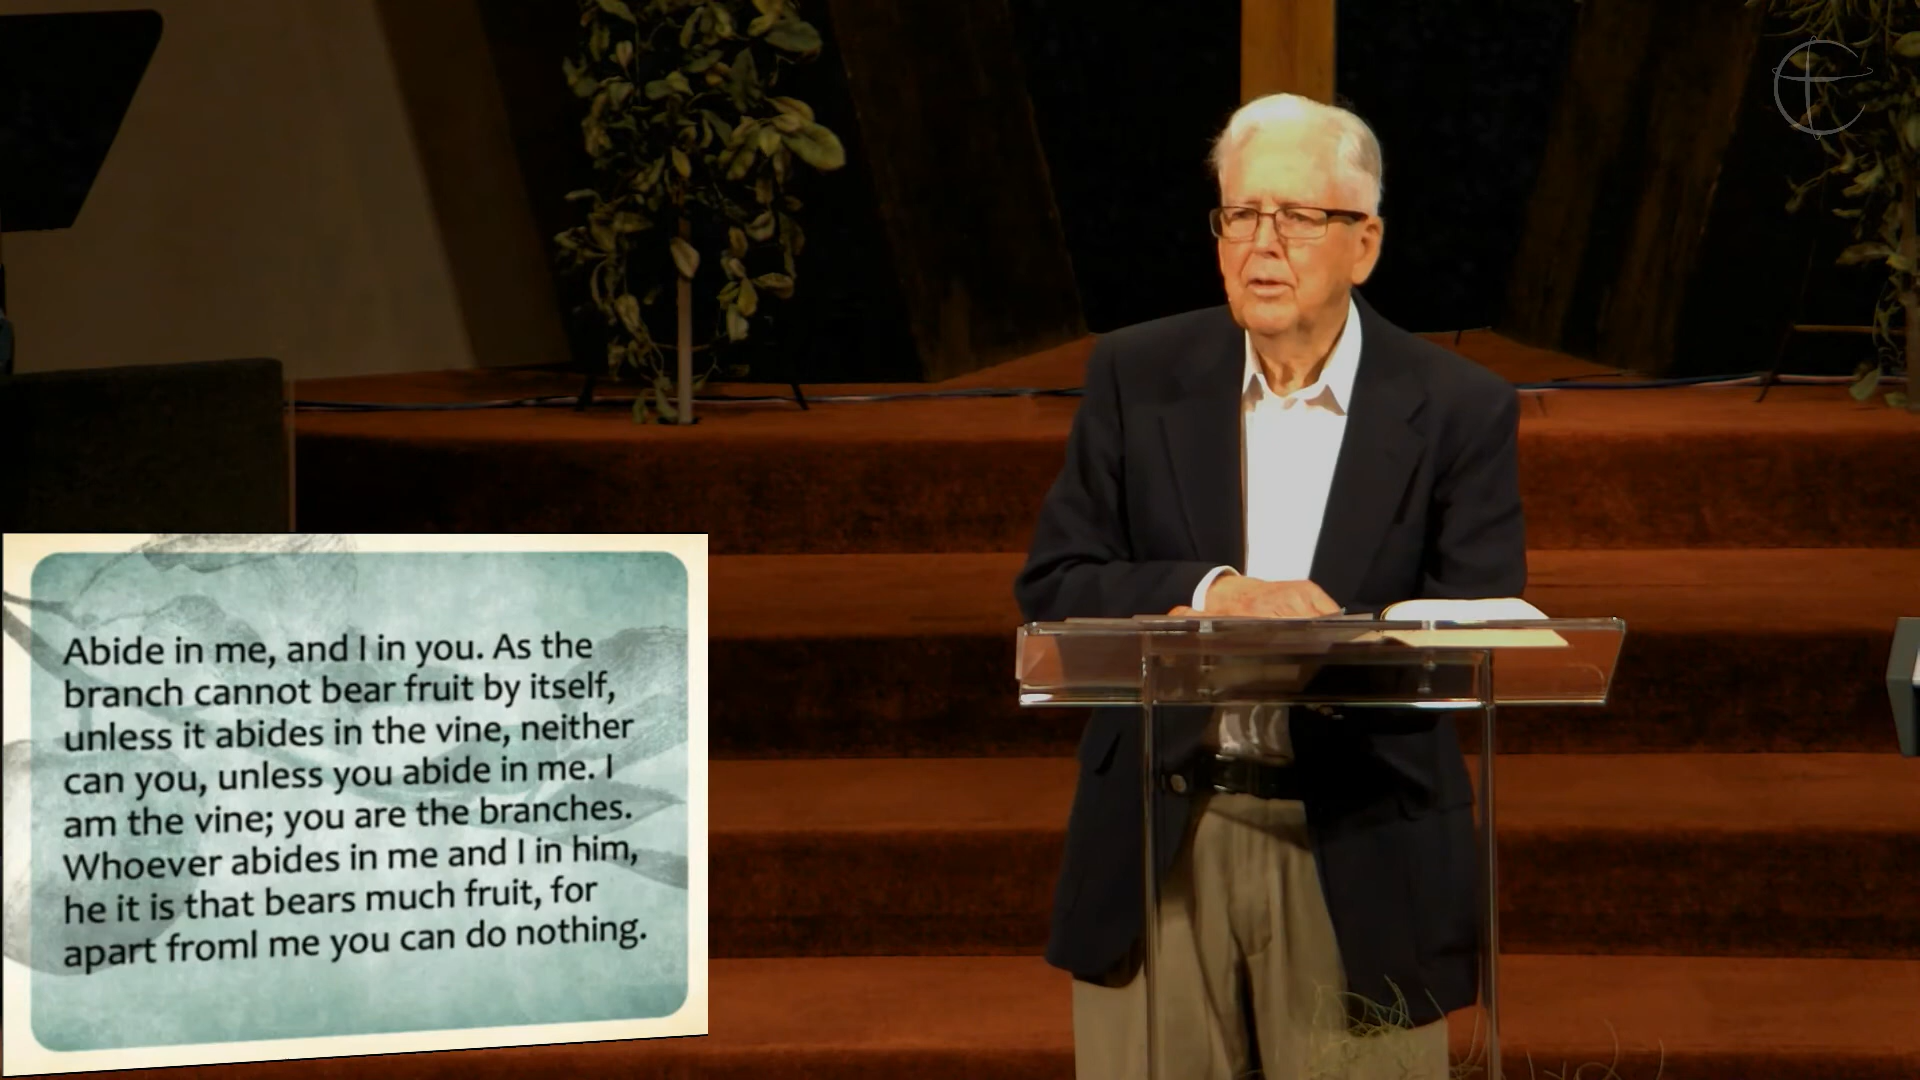 Abide in me, and I in you. As the
branch cannot bear fruit by itself,
unless it abides in the vine, neither
can you, unless you abide in me. I
am the vine; you are the branches.
Whoever abides in me and I in him,
he it is that bears much fruit, for
apart froml me you can do nothing.